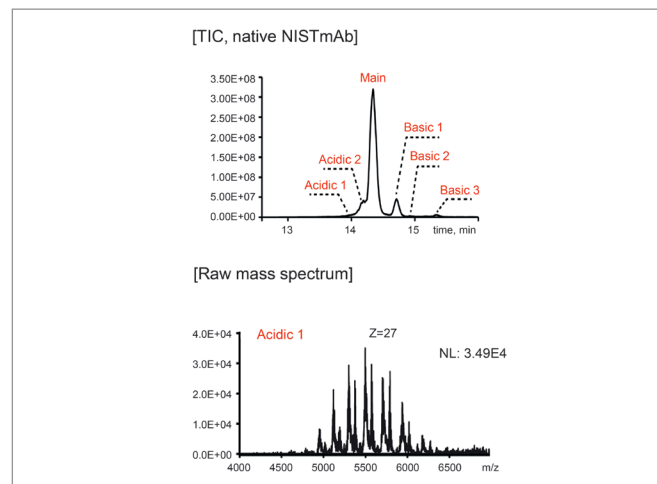 [TIC, native NISTmAb]
Main
3.50E+08
3.00E+08
2.50E+08
2.00E+08
1.50E+08
1.00E+08
5.00E+07
0.00E+00
Acidic 1
Acidic 2
Basic 1
Basic 2
Basic 3
13 14 15 time, min
[Raw mass spectrum]
Acidic 1 Z=27
NL: 3.49E4
4.0E+04
3.0E+04
2.0E+04
1.0E+04
0.0E+00
4000 4500 5000 5500 6000 6500 m/z